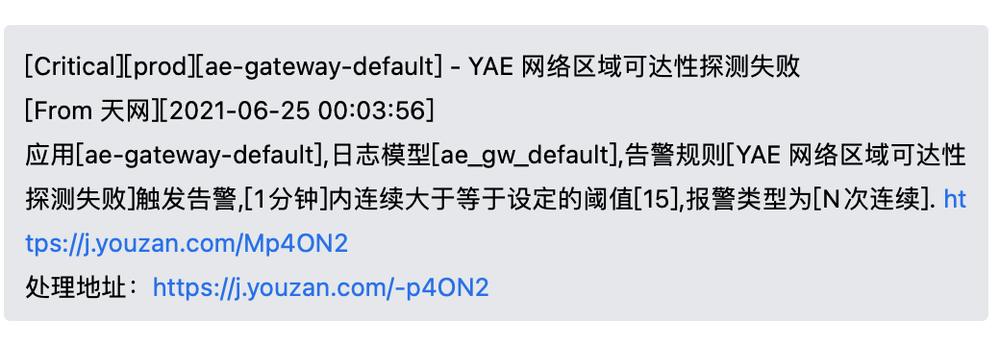 [Critical][prod][ae-gateway-default] - YAE 网络区域可达性探测失败
[From 天网][2021-06-25 00:03:56]
应用[ae-gateway-default],日志模型[ae_gw_default],告警规则[YAE 网络区域可达性
探测失败]触发告警,[1分钟]内连续大于等于设定的阈值[15],报警类型为[N次连续]. ht
tps://j.youzan.com/Mp4ON2
处理地址：https://j.youzan.com/-p4ON2